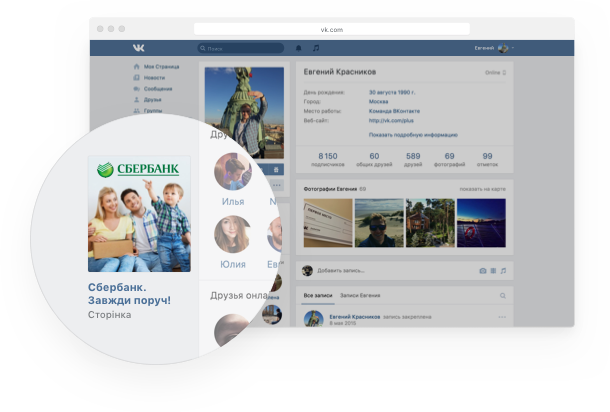 vk.com
Поиск
Евгений
Моя Страница
Новости
Сообщения
Друзья
Группы
Евгений Красников
Online
День рождения: 30 августа 1990 г.
Город: Москва
Место работы: Команда ВКонтакте
Веб-сайт: http://vk.com/plus
Показать подробную информацию
8 150 60 589 69 99
подписчиков общих друзей друзей фотографий отметок
Фотографии Евгения 69 показать на карте
Добавить запись...
Все записи Записи Евгения
Евгений Красников запись закреплена
8 мая 2015
СБЕРБАНК
Сбербанк.
Завжди поруч!
Сторінка
Илья
Юлия
Друзья онла